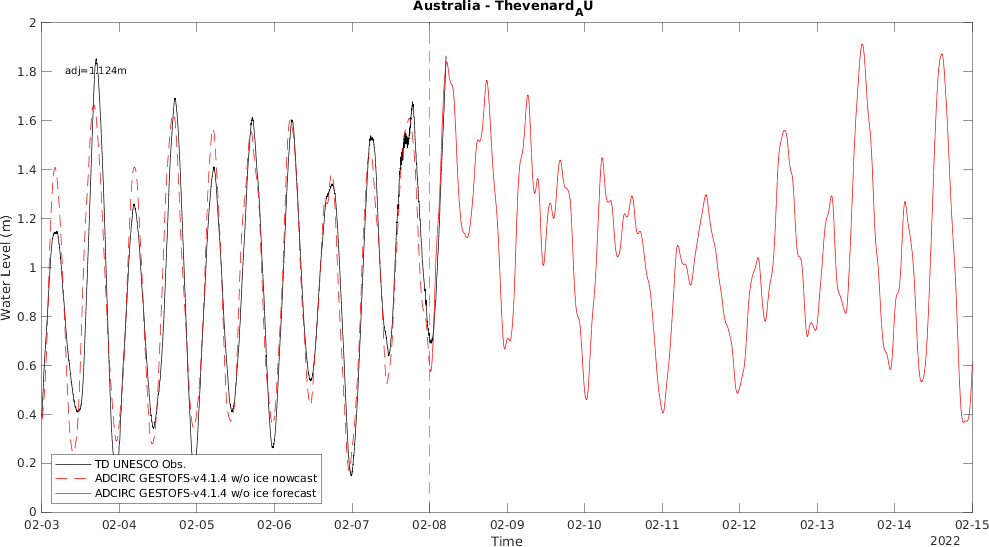 Australia - Thevenard_AU
2
1.8
1.6
1.4
1.2
1
0.8
0.6
0.4
0.2
0
adj=1.124m
Water Level (m)
TD UNESCO Obs.
ADCIRC GESTOFS-v4.1.4 w/o ice nowcast
ADCIRC GESTOFS-v4.1.4 w/o ice forecast
02-03 02-04 02-05 02-06 02-07 02-08 02-09 02-10 02-11 02-12 02-13 02-14 02-15
Time
2022